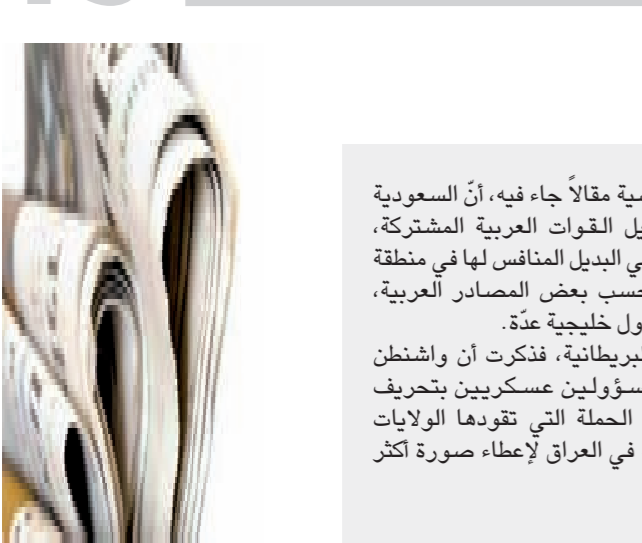 سية مقالاً جاء فيه، أنّ السعودية
يل القوات العربية المشتركة،
ي البديل المنافس لها في منطقة
حسب بعض المصادر العربية،
ول خليجية عدّة.
لبريطانية، فذكرت أن واشنطن
سؤولين عسكريين بتحريف
الحملة التي تقودها الولايات
في العراق لإعطاء صورة أكثر